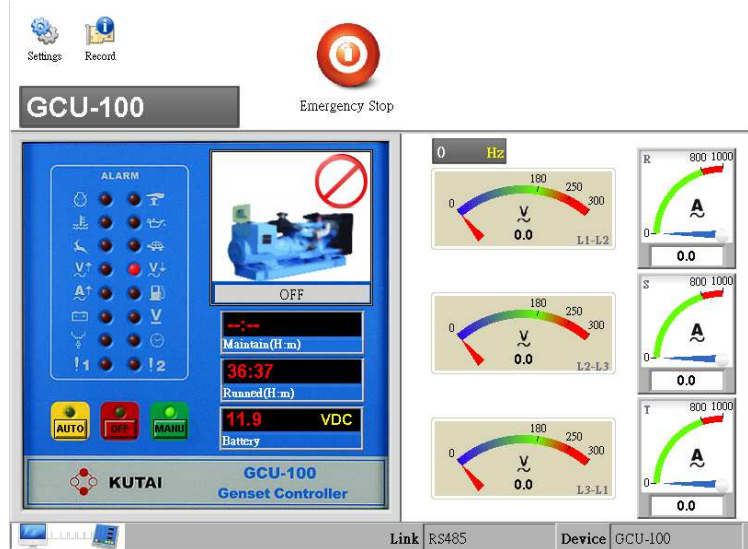 Settings
Record
Emergency Stop
GCU-100
ALARM
V↑
V↓
A↑
V
!1
!2
OFF
--:--
Maintain(H:m)
36:37
Runned(H:m)
11.9 VDC
Battery
AUTO
OFF
MANU
KUTAI
GCU-100
Genset Controller
0 Hz
0
180
250
300
V
0.0
L1-L2
0
180
250
300
V
0.0
L2-L3
0
180
250
300
V
0.0
L3-L1
R
800 1000
A
0
0.0
S
800 1000
A
0
0.0
T
800 1000
A
0
0.0
Link RS485
Device GCU-100